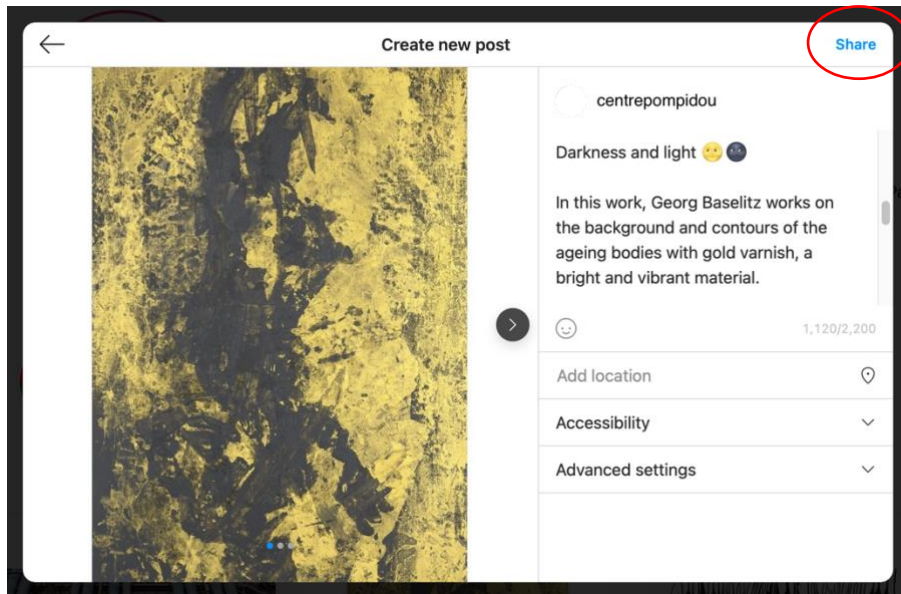 Create new post
Share
centrepompidou
Darkness and light 🌝🌚
In this work, Georg Baselitz works on
the background and contours of the
ageing bodies with gold varnish, a
bright and vibrant material.
1,120/2,200
Add location
Accessibility
Advanced settings